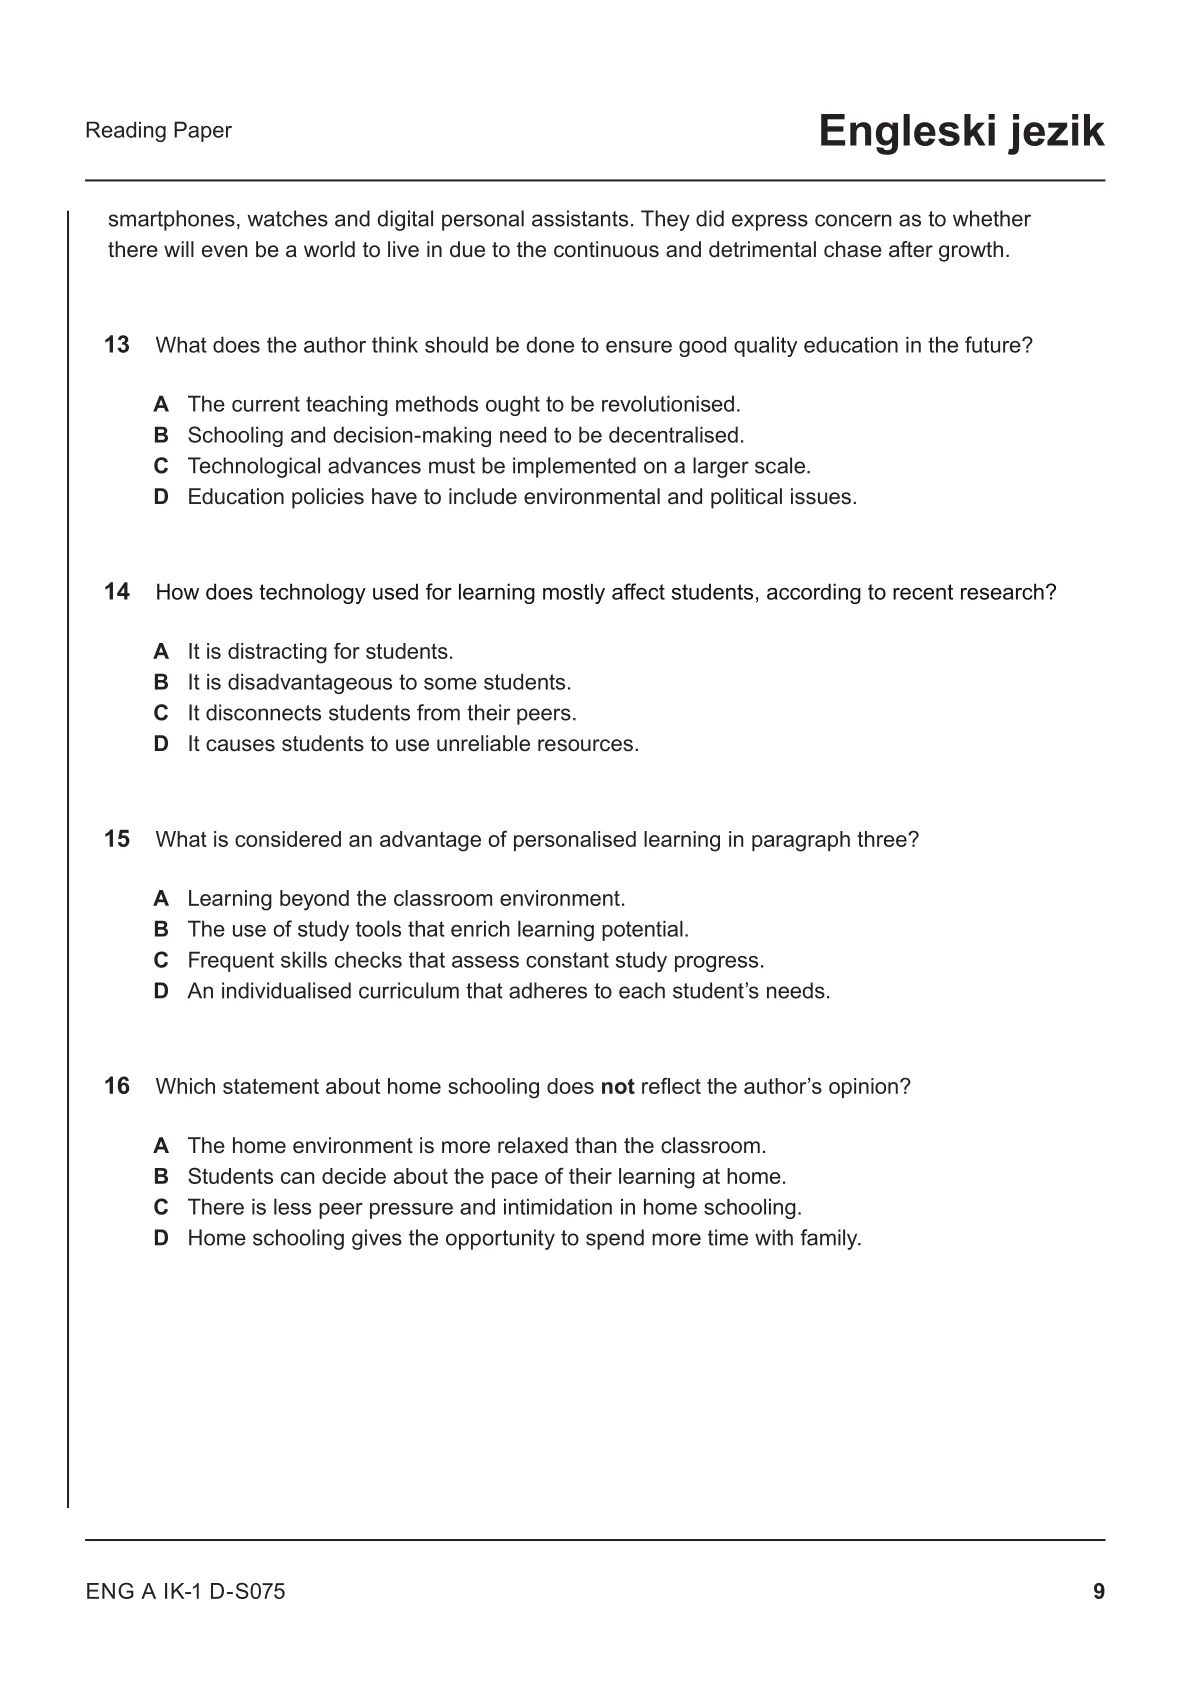 Reading Paper
Engleski jezik
smartphones, watches and digital personal assistants. They did express concern as to whether
there will even be a world to live in due to the continuous and detrimental chase after growth.
13 What does the author think should be done to ensure good quality education in the future?
A The current teaching methods ought to be revolutionised.
B Schooling and decision-making need to be decentralised.
C Technological advances must be implemented on a larger scale.
D Education policies have to include environmental and political issues.
14 How does technology used for learning mostly affect students, according to recent research?
A It is distracting for students.
B It is disadvantageous to some students.
C It disconnects students from their peers.
D It causes students to use unreliable resources.
15 What is considered an advantage of personalised learning in paragraph three?
A Learning beyond the classroom environment.
B The use of study tools that enrich learning potential.
C Frequent skills checks that assess constant study progress.
D An individualised curriculum that adheres to each student’s needs.
16 Which statement about home schooling does not reflect the author’s opinion?
A The home environment is more relaxed than the classroom.
B Students can decide about the pace of their learning at home.
C There is less peer pressure and intimidation in home schooling.
D Home schooling gives the opportunity to spend more time with family.
ENG A IK-1 D-S075
9